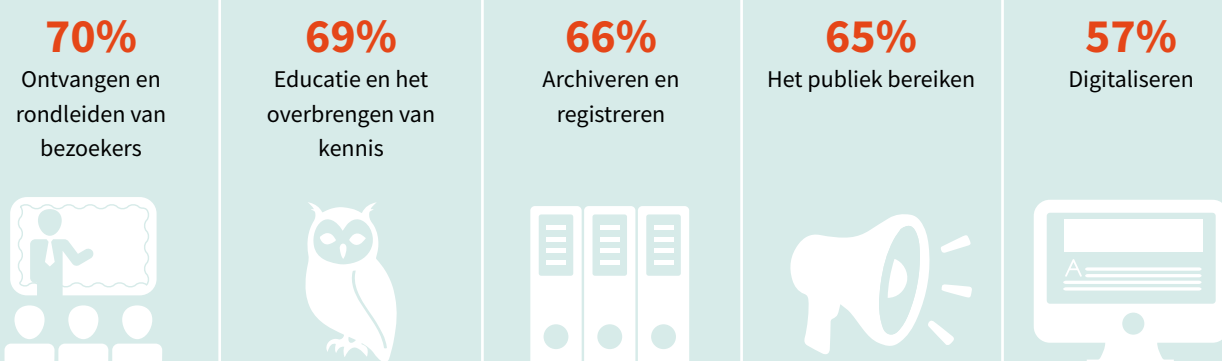 70%
Ontvangen en
rondleiden van
bezoekers
69%
Educatie en het
overbrengen van
kennis
66%
Archiveren en
registreren
65%
Het publiek bereiken
57%
Digitaliseren
A